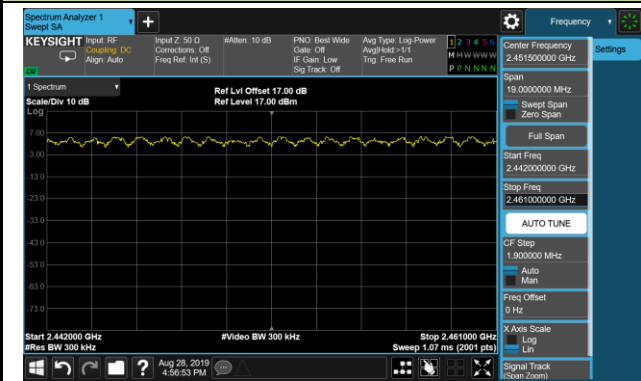 Spectrum Analyzer 1
Swept SA
+
Frequency
KEYSIGHT
Input: RF
Coupling: DC
Align: Auto
Input Z: 50 Ω
Corrections: Off
Freq Ref: Int (S)
#Atten: 10 dB
PNO: Best Wide
Gate: Off
IF Gain: Low
Sig Track: Off
Avg Type: Log-Power
Avg|Hold:>1/1
Trig: Free Run
1 2 3 4 5 6
M W W W W W
P P N N N N
1 Spectrum
Scale/Div 10 dB
Ref Lvl Offset 17.00 dB
Ref Level 17.00 dBm
Log
7.00
-3.00
-13.0
-23.0
-33.0
-43.0
-53.0
-63.0
-73.0
Start 2.442000 GHz
#Res BW 300 kHz
#Video BW 300 kHz
Stop 2.461000 GHz
Sweep 1.07 ms (2001 pts)
Aug 28, 2019
4:56:53 PM
Center Frequency
2.451500000 GHz
Settings
Span
19.0000000 MHz
Swept Span
Zero Span
Full Span
Start Freq
2.442000000 GHz
Stop Freq
2.461000000 GHz
AUTO TUNE
CF Step
1.900000 MHz
Auto
Man
Freq Offset
0 Hz
X Axis Scale
Log
Lin
Signal Track
(Span Zoom)